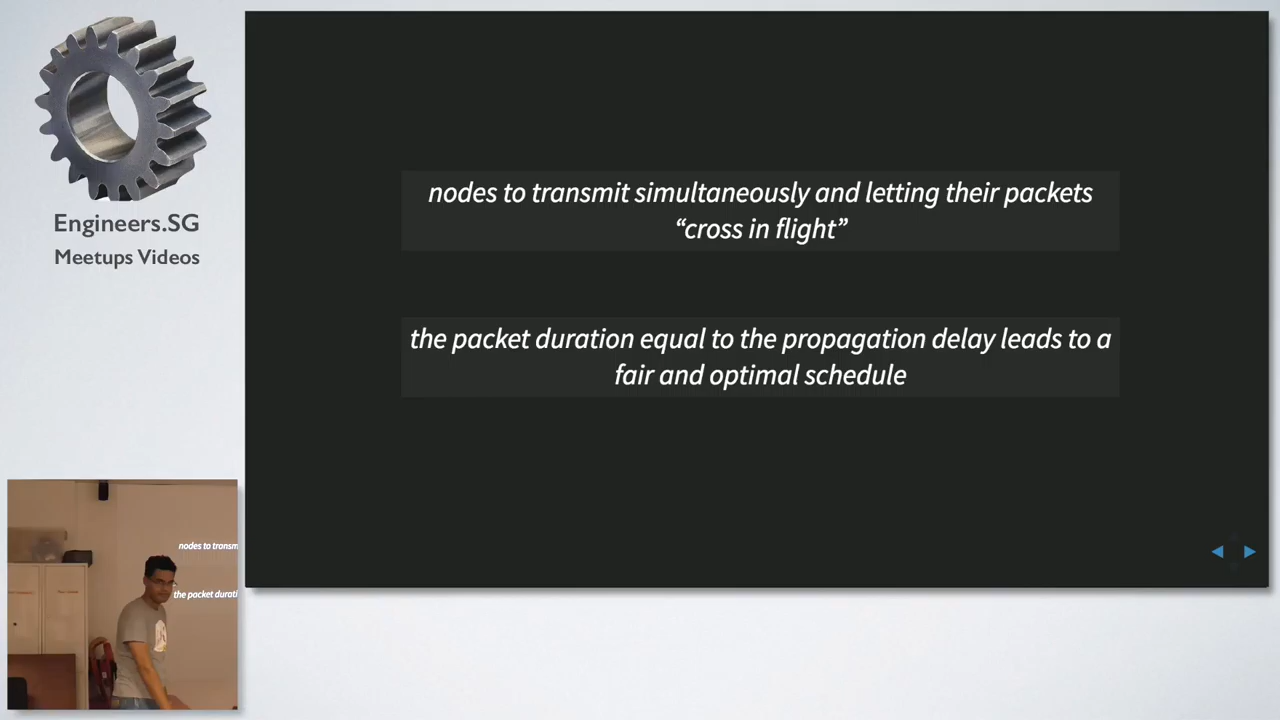 Engineers.SG
Meetups Videos
nodes to transmit simultaneously and letting their packets
“cross in flight”
the packet duration equal to the propagation delay leads to a
fair and optimal schedule
nodes to transm
the packet durati